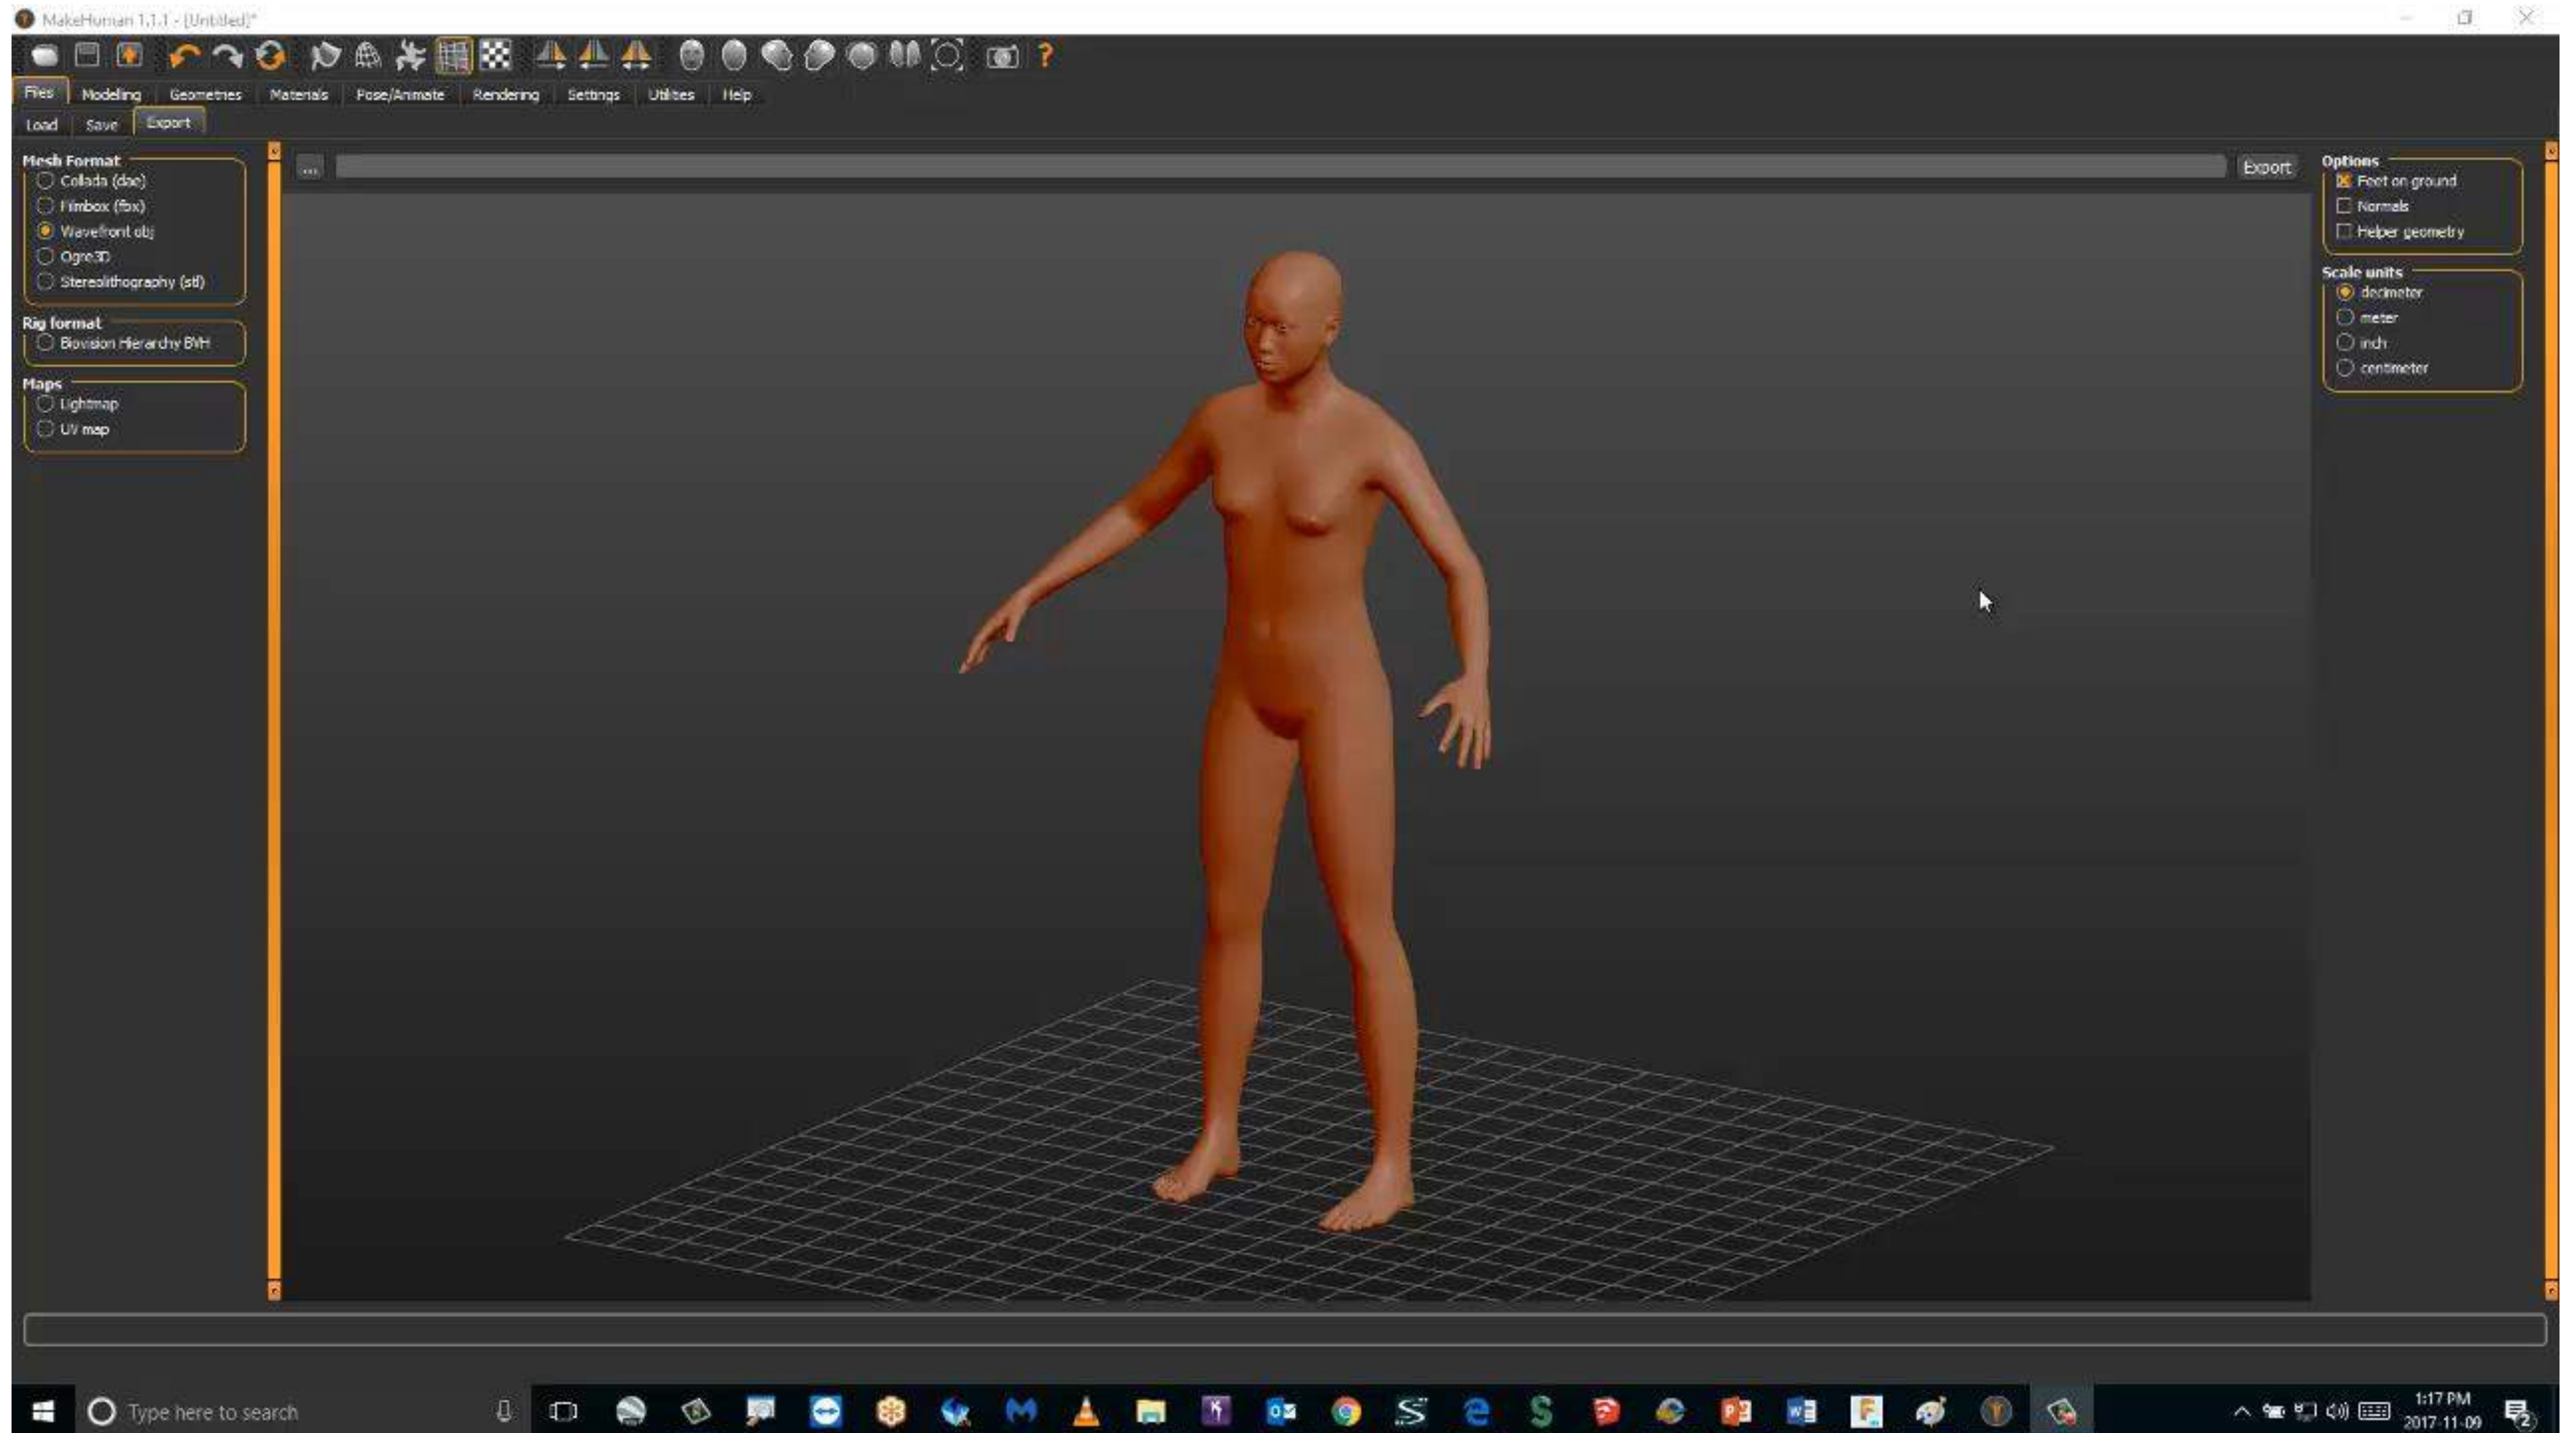 MakeHuman 1.1.1 - [Untitled]*
Files Modelling Geometries Materials Pose/Animate Rendering Settings Utilities Help
Load Save Export
Mesh Format
Collada (dae)
Filmbox (fbx)
Wavefront obj
Ogre3D
Stereolithography (stl)
Rig format
Biovision Hierarchy BVH
Maps
Lightmap
UV map
... Export
Options
Feet on ground
Normals
Helper geometry
Scale units
decimeter
meter
inch
centimeter
Type here to search
1:17 PM
2017-11-09
2